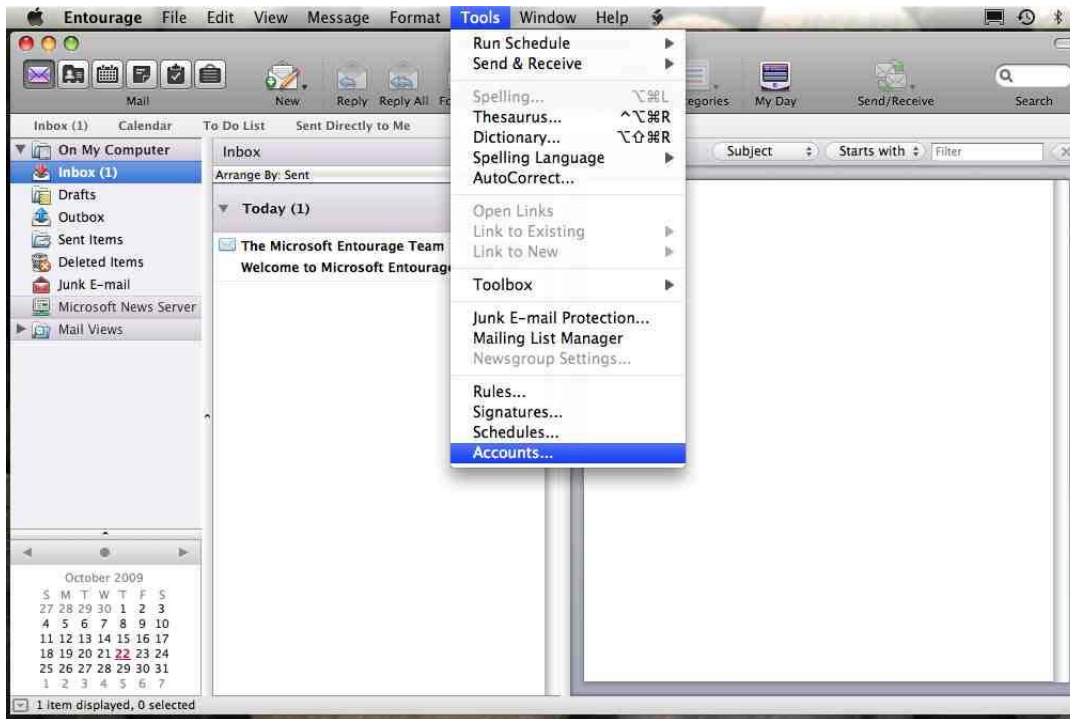 Entourage File Edit View Message Format Tools Window Help
Mail New Reply Reply All egories My Day Send/Receive Search
Inbox (1) Calendar To Do List Sent Directly to Me
On My Computer
Inbox (1)
Drafts
Outbox
Sent Items
Deleted Items
Junk E-mail
Microsoft News Server
Mail Views
Inbox
Arrange By: Sent
Today (1)
The Microsoft Entourage Team
Welcome to Microsoft Entourage
Run Schedule
Send & Receive
Spelling... ⌥⌘L
Thesaurus... ^⌥⌘R
Dictionary... ⌥⇧⌘R
Spelling Language
AutoCorrect...
Open Links
Link to Existing
Link to New
Toolbox
Junk E-mail Protection...
Mailing List Manager
Newsgroup Settings...
Rules...
Signatures...
Schedules...
Accounts...
Subject Starts with Filter
October 2009
S M T W T F S
27 28 29 30 1 2 3
4 5 6 7 8 9 10
11 12 13 14 15 16 17
18 19 20 21 22 23 24
25 26 27 28 29 30 31
1 2 3 4 5 6 7
1 item displayed, 0 selected